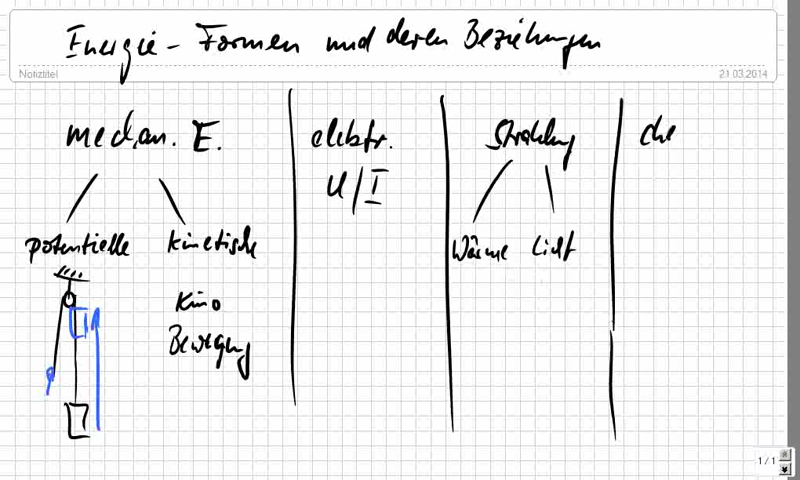 Energie - Formen und deren Beziehungen
Notiztitel
21.03.2014
mechan. E.
elektr.
Strahlung
che
U/I
potentielle
kinetische
Wärme
Licht
Kino
Bewegung
1/1